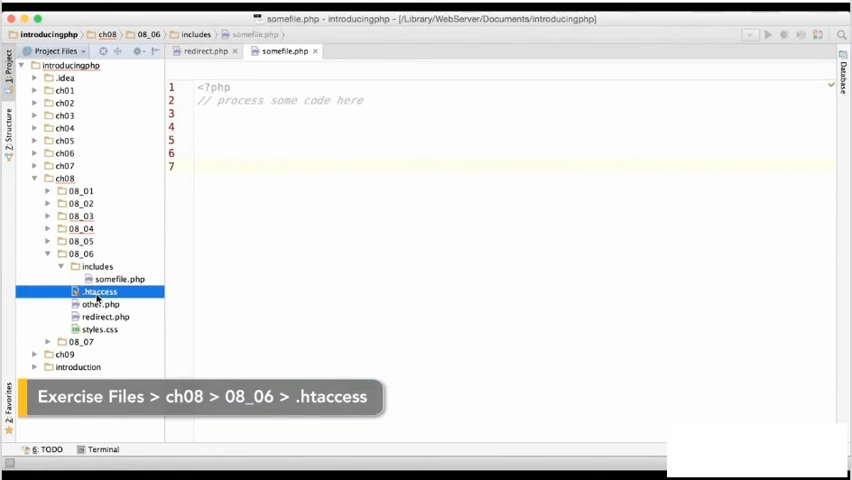 somefile.php - introducingphp - [/Library/WebServer/Documents/introducingphp]
introducingphp
ch08
08_06
includes
somefile.php
Project Files
redirect.php
somefile.php
1: Project
Z: Structure
2: Favorites
Database
introducingphp
.idea
ch01
ch02
ch03
ch04
ch05
ch06
ch07
ch08
08_01
08_02
08_03
08_04
08_05
08_06
includes
somefile.php
.htaccess
other.php
redirect.php
styles.css
08_07
ch09
introduction
1 <?php
2 // process some code here
3
4
5
6
7
Exercise Files > ch08 > 08_06 > .htaccess
6: TODO
Terminal